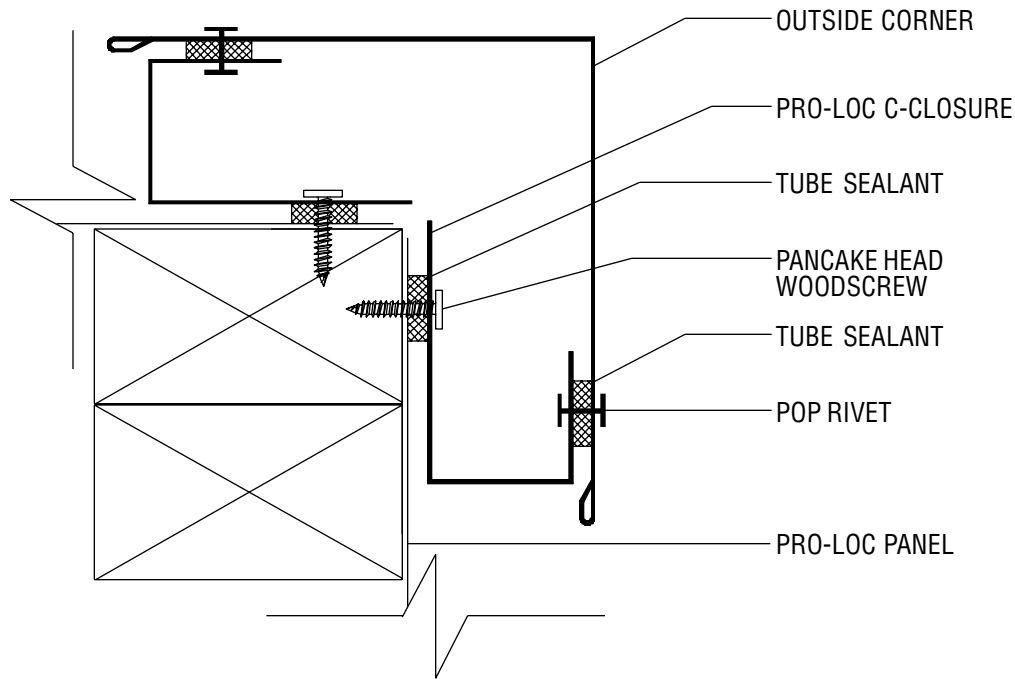 OUTSIDE CORNER
PRO-LOC C-CLOSURE
TUBE SEALANT
PANCAKE HEAD
WOODSCREW
TUBE SEALANT
POP RIVET
PRO-LOC PANEL